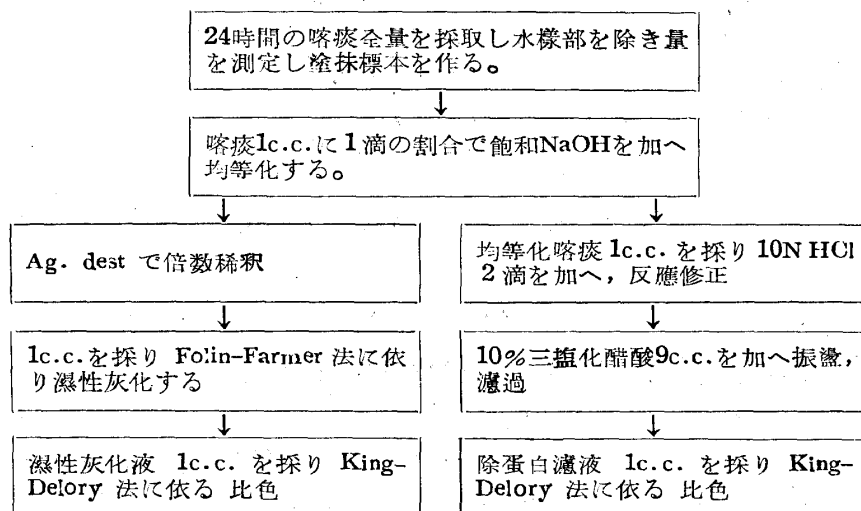 24時間の喀痰全量を採取し水様部を除き量
を測定し塗抹標本を作る。
喀痰1c.c.に1滴の割合で飽和NaOHを加へ
均等化する。
Ag. dest で倍数稀釈
1c.c.を採り Folin-Farmer 法に依
り濕性灰化する
濕性灰化液 1c.c. を採り King-
Delory 法に依る 比色
均等化喀痰 1c.c. を採り 10N HCl
2滴を加へ，反應修正
10%三塩化醋酸9c.c.を加へ振盪，
濾過
除蛋白濾液 1c.c. を採り King-
Delory 法に依る 比色